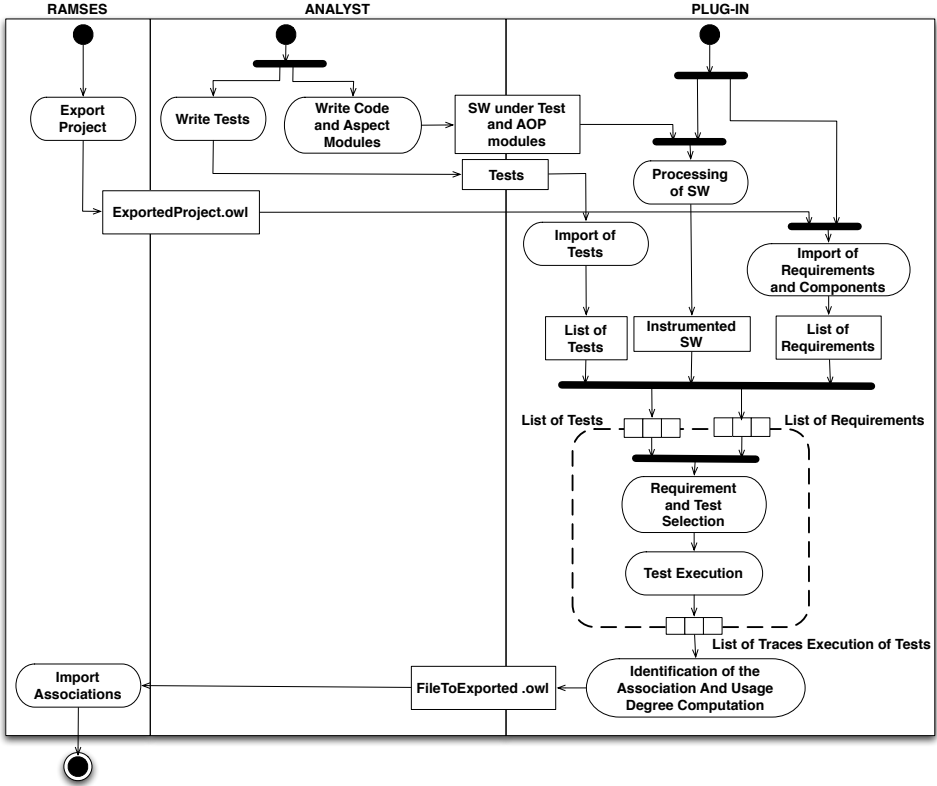 RAMSES
ANALYST
PLUG-IN
Export
Project
Write Tests
Write Code
and Aspect
Modules
SW under Test
and AOP
modules
Tests
Processing
of SW
ExportedProject.owl
Import of
Tests
Import of
Requirements
and Components
List of
Tests
Instrumented
SW
List of
Requirements
List of Tests
List of Requirements
Requirement
and Test
Selection
Test Execution
List of Traces Execution of Tests
Import
Associations
FileToExported .owl
Identification of the
Association And Usage
Degree Computation